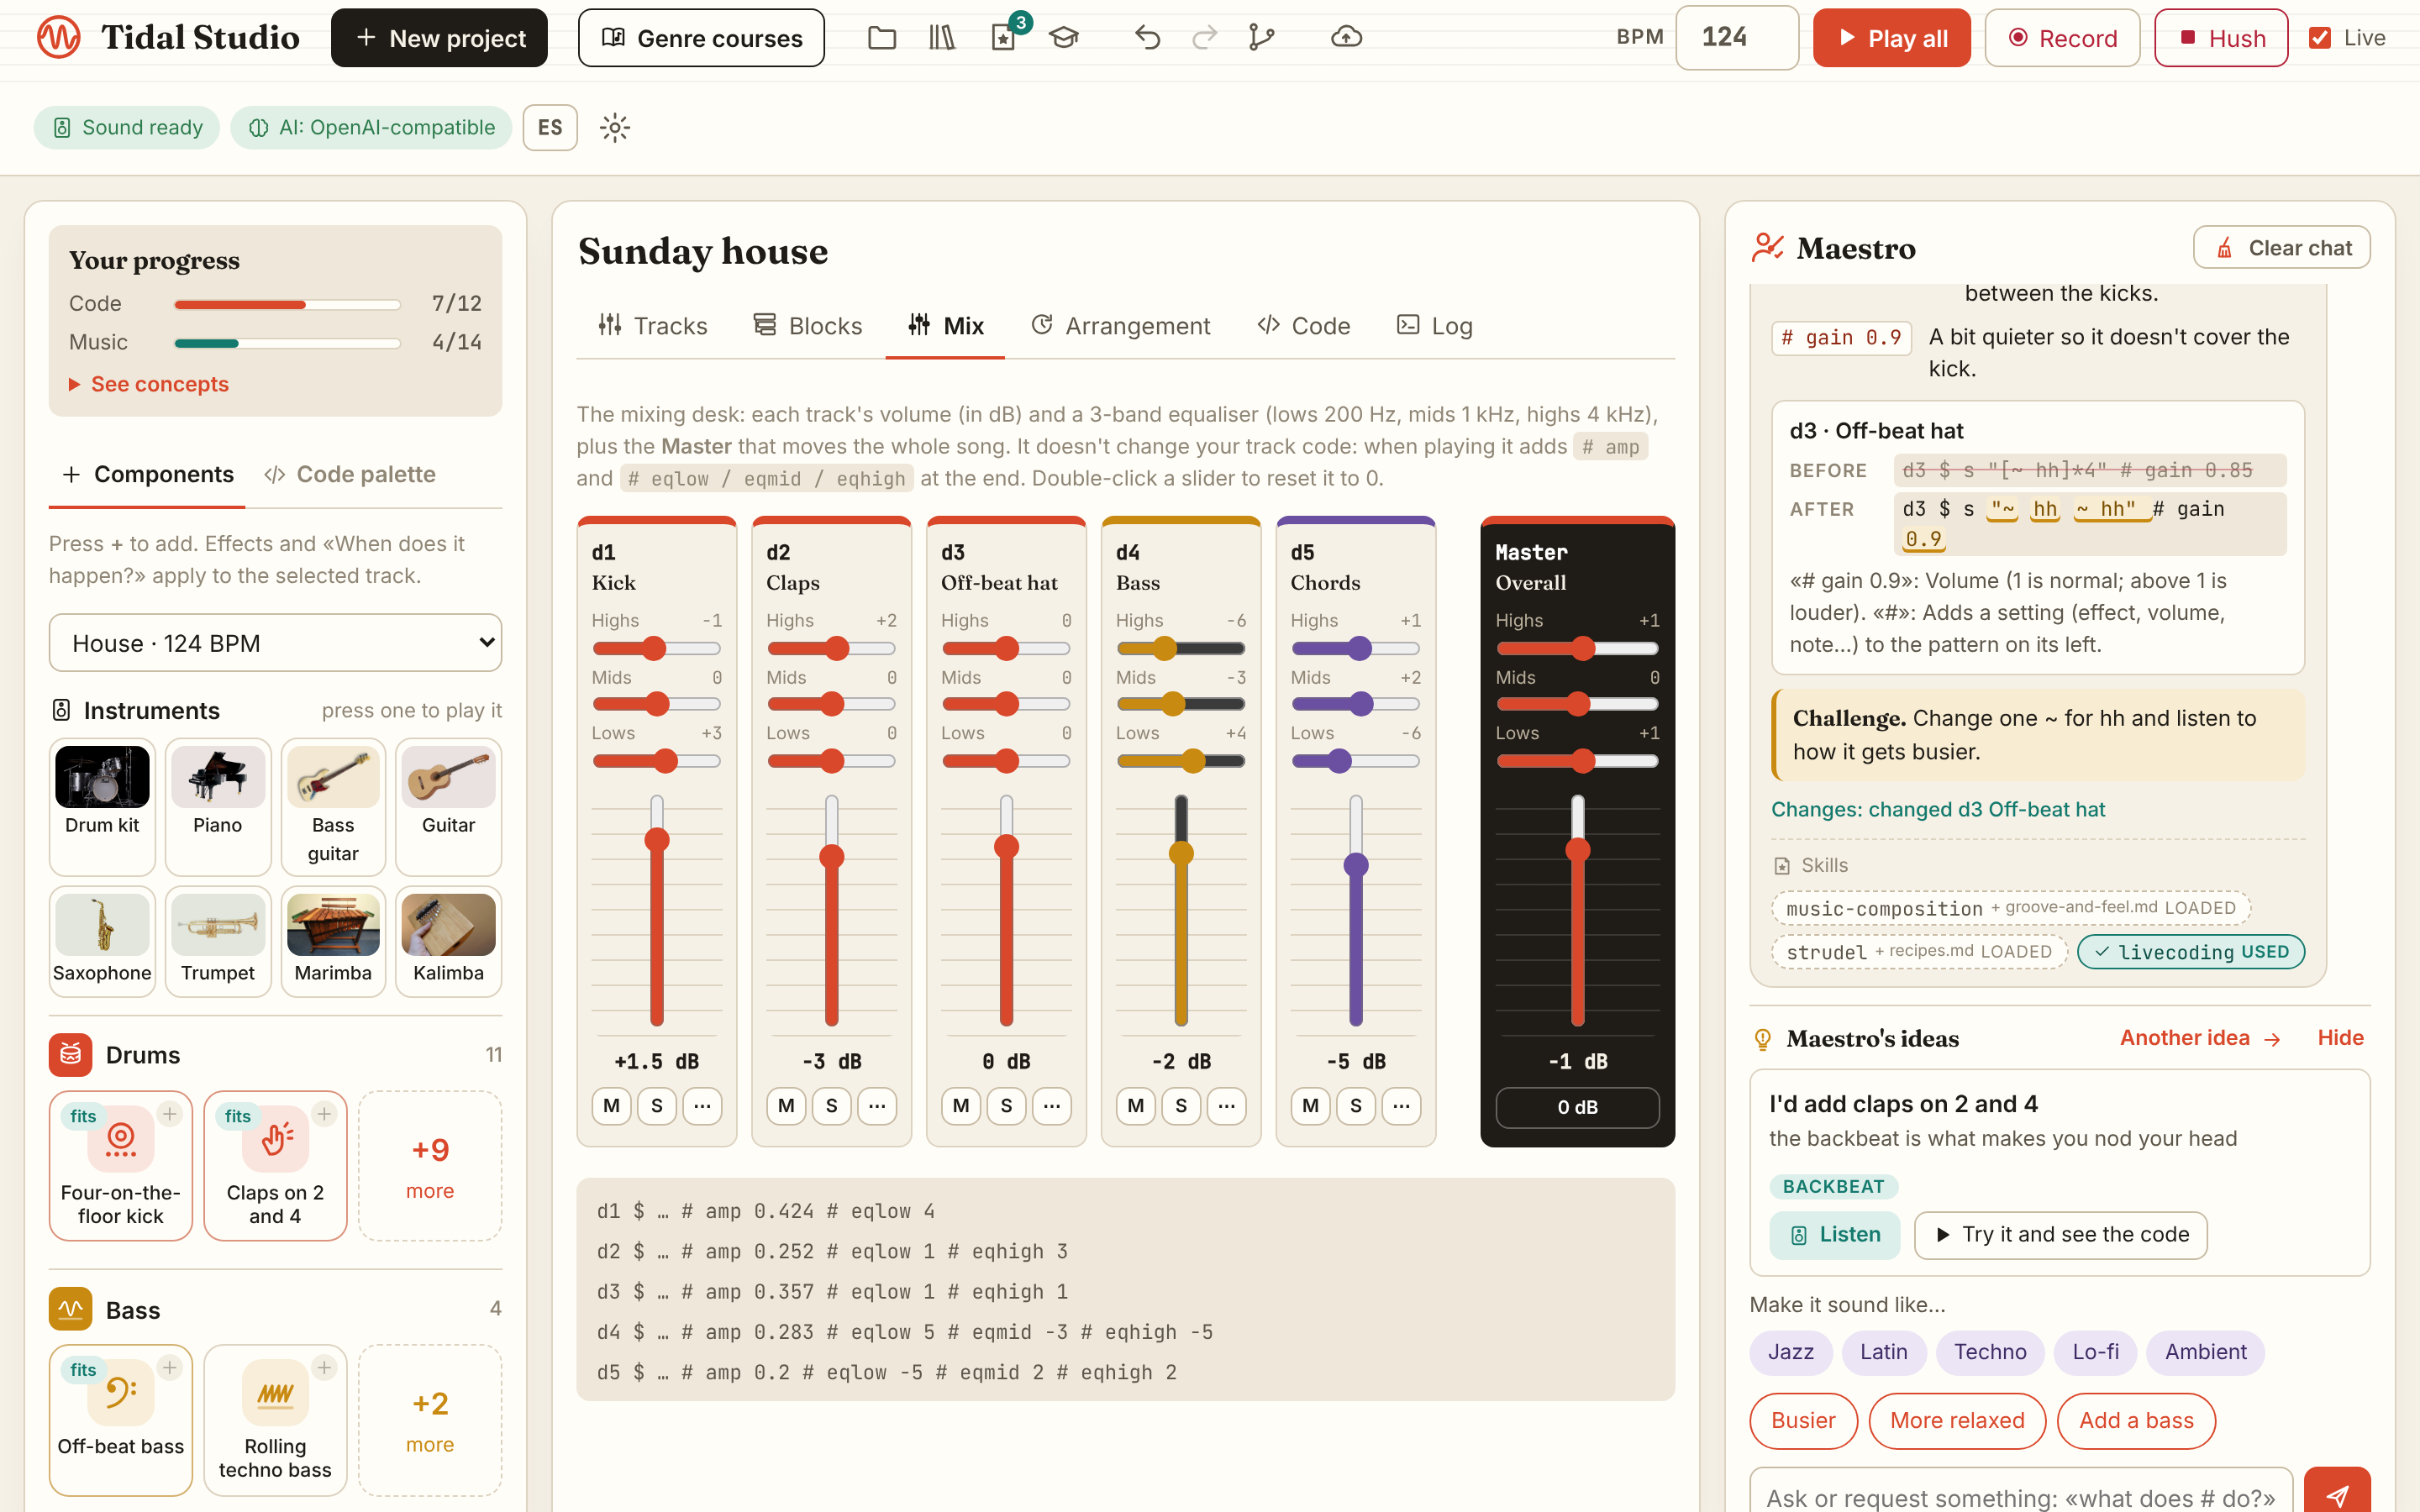 Tidal Studio
New project
Genre courses
3
BPM
124
Play all
Record
Hush
Live
Sound ready
AI: OpenAI-compatible
ES
Your progress
Code
7/12
Music
4/14
See concepts
Components
Code palette
Press + to add. Effects and «When does it
happen?» apply to the selected track.
House · 124 BPM
Instruments
press one to play it
Drum kit
Piano
Bass
guitar
Guitar
Saxophone
Trumpet
Marimba
Kalimba
Drums
11
fits
Four-on-the-
floor kick
fits
Claps on 2
and 4
+9
more
Bass
4
fits
Off-beat bass
Rolling
techno bass
+2
more
Sunday house
Tracks
Blocks
Mix
Arrangement
Code
Log
The mixing desk: each track's volume (in dB) and a 3-band equaliser (lows 200 Hz, mids 1 kHz, highs 4 kHz),
plus the Master that moves the whole song. It doesn't change your track code: when playing it adds # amp
and # eqlow / eqmid / eqhigh at the end. Double-click a slider to reset it to 0.
d1
Kick
Highs -1
Mids 0
Lows +3
+1.5 dB
M S ...
d2
Claps
Highs +2
Mids 0
Lows 0
-3 dB
M S ...
d3
Off-beat hat
Highs 0
Mids 0
Lows 0
0 dB
M S ...
d4
Bass
Highs -6
Mids -3
Lows +4
-2 dB
M S ...
d5
Chords
Highs +1
Mids +2
Lows -6
-5 dB
M S ...
Master
Overall
Highs +1
Mids 0
Lows +1
-1 dB
0 dB
d1 $ … # amp 0.424 # eqlow 4
d2 $ … # amp 0.252 # eqlow 1 # eqhigh 3
d3 $ … # amp 0.357 # eqlow 1 # eqhigh 1
d4 $ … # amp 0.283 # eqlow 5 # eqmid -3 # eqhigh -5
d5 $ … # amp 0.2 # eqlow -5 # eqmid 2 # eqhigh 2
Maestro
Clear chat
between the kicks.
# gain 0.9
A bit quieter so it doesn't cover the
kick.
d3 · Off-beat hat
BEFORE
d3 $ s "[~ hh]*4" # gain 0.85
AFTER
d3 $ s "~ hh ~ hh" # gain
0.9
«# gain 0.9»: Volume (1 is normal; above 1 is
louder). «#»: Adds a setting (effect, volume,
note…) to the pattern on its left.
Challenge. Change one ~ for hh and listen to
how it gets busier.
Changes: changed d3 Off-beat hat
Skills
music-composition + groove-and-feel.md LOADED
strudel + recipes.md LOADED
livecoding USED
Maestro's ideas
Another idea →
Hide
I'd add claps on 2 and 4
the backbeat is what makes you nod your head
BACKBEAT
Listen
Try it and see the code
Make it sound like…
Jazz
Latin
Techno
Lo-fi
Ambient
Busier
More relaxed
Add a bass
Ask or request something: «what does # do?»